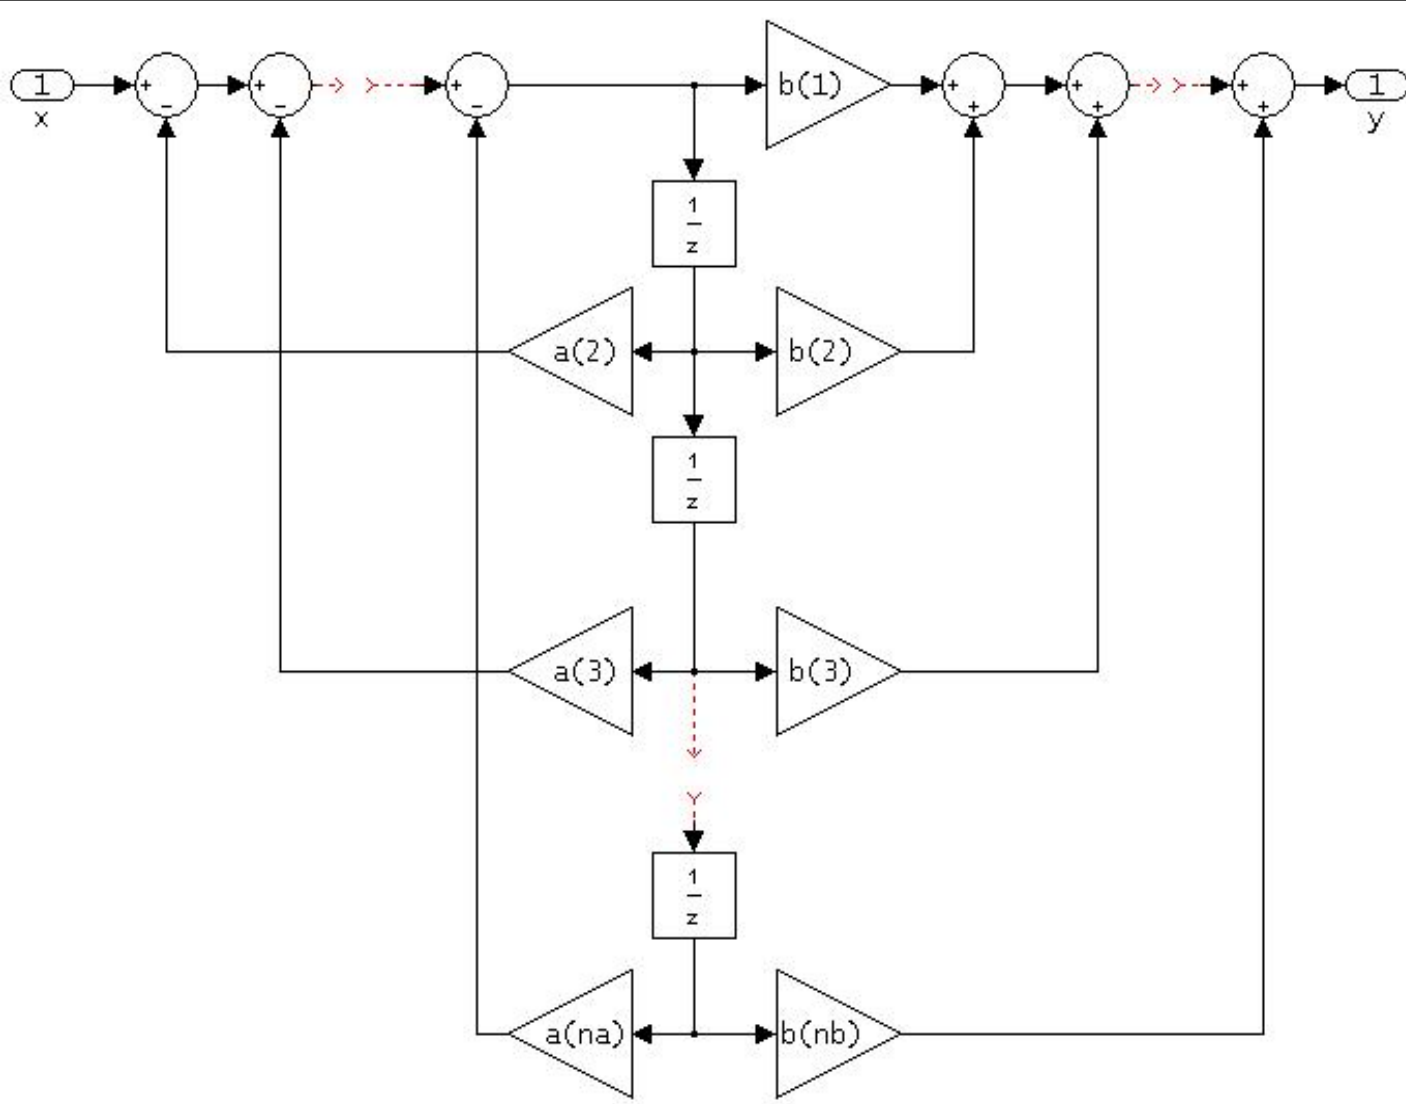 1 + + + b(1) + + + 1
x - - - + + + y
1
z
a(2) b(2)
1
z
a(3) b(3)
1
z
a(na) b(nb)